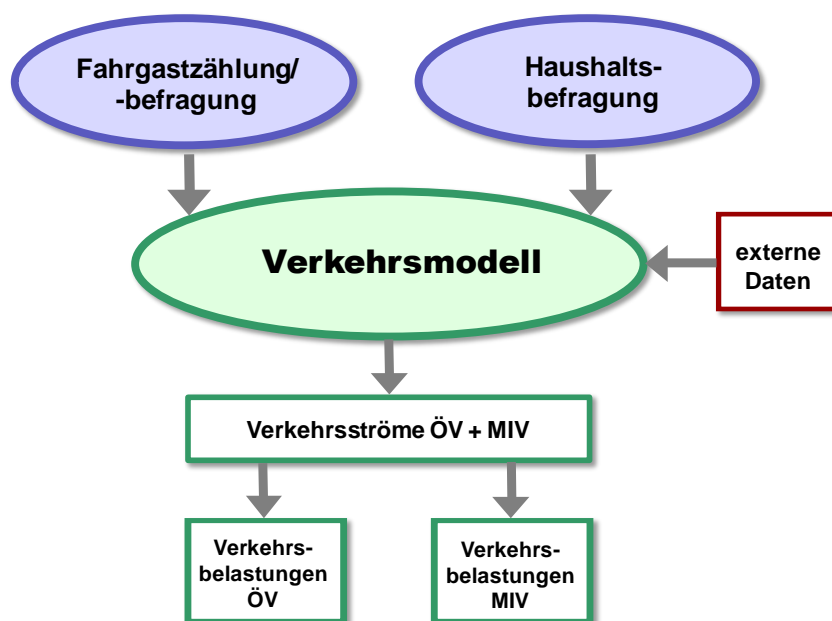 Fahrgastzählung/
-befragung
Haushalts-
befragung
Verkehrsmodell
externe
Daten
Verkehrsströme ÖV + MIV
Verkehrs-
belastungen
ÖV
Verkehrs-
belastungen
MIV